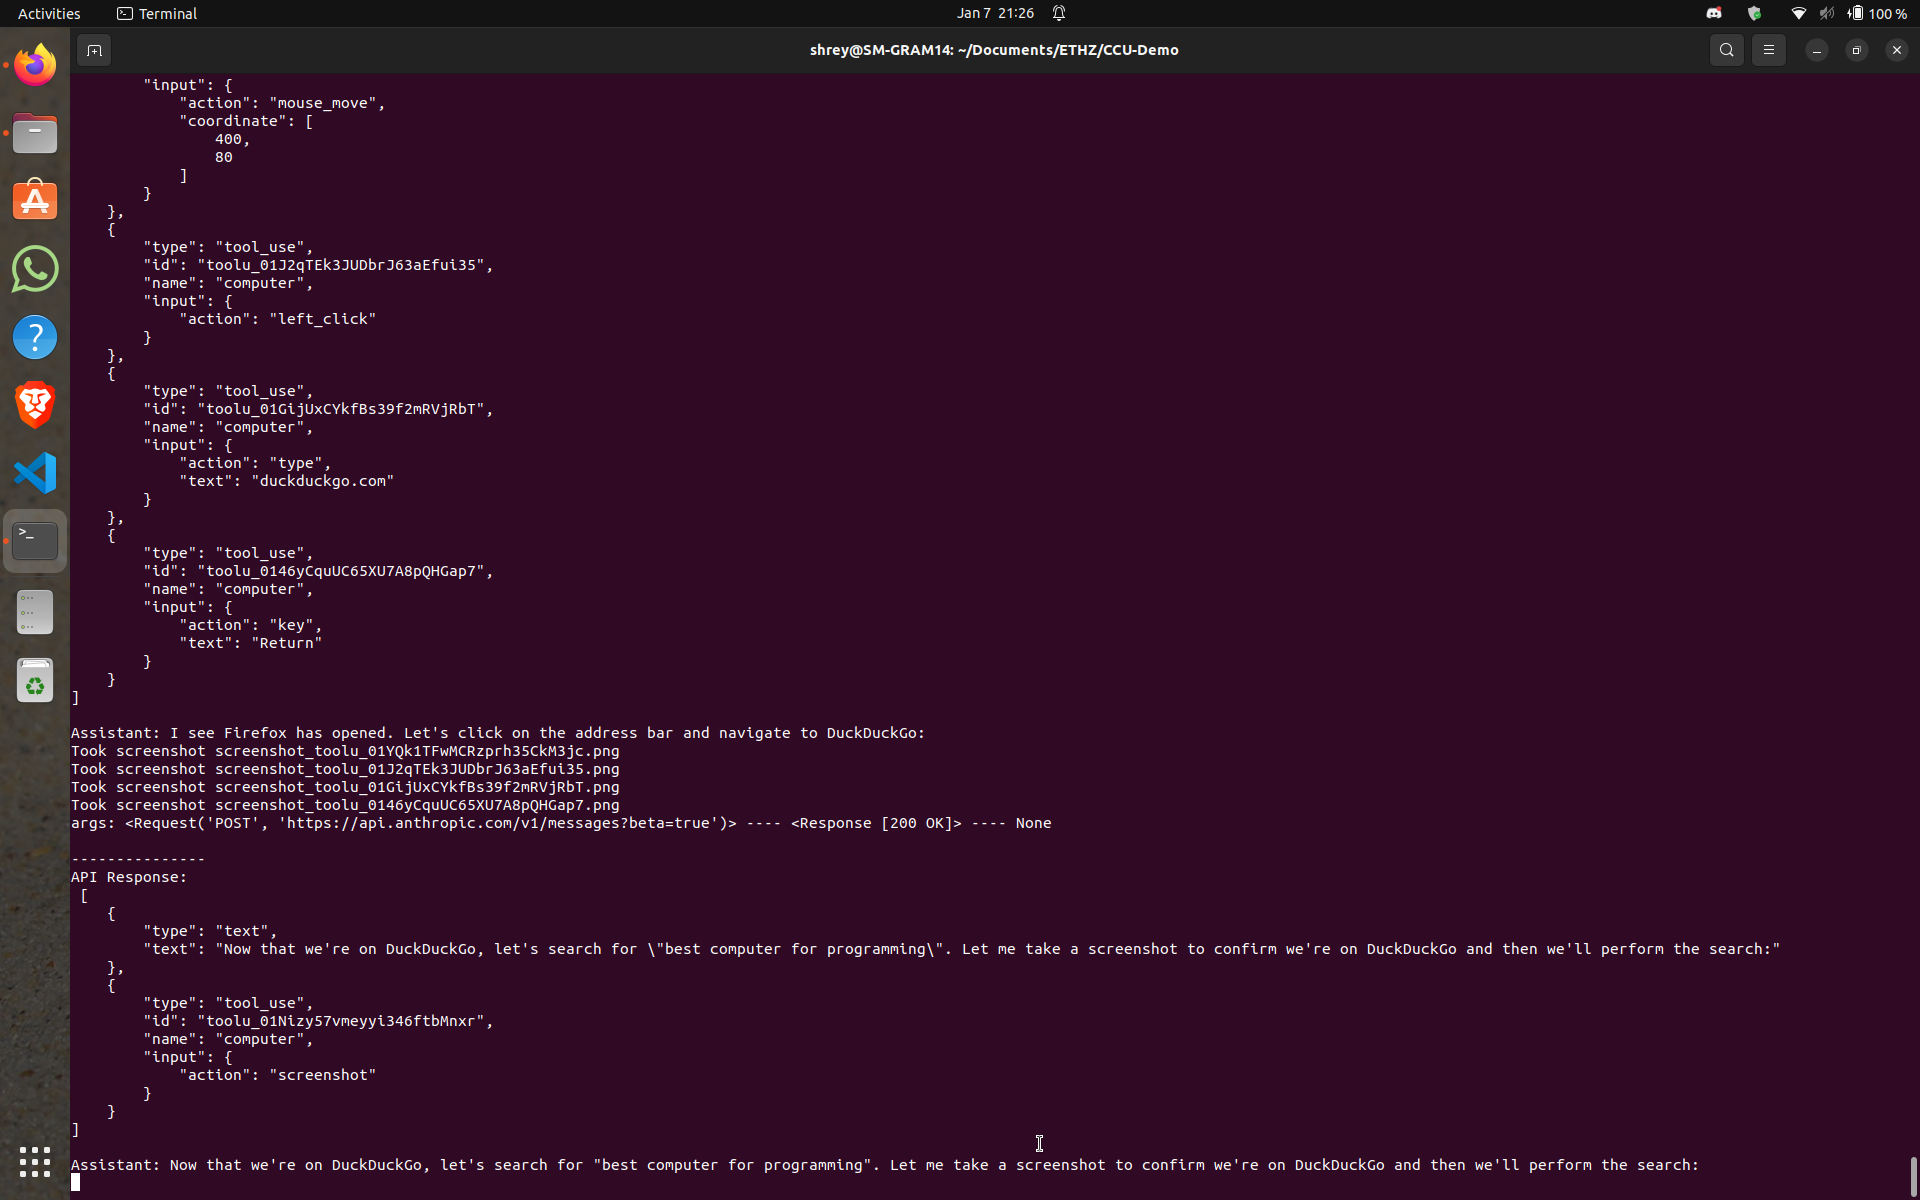 Activities
Terminal
Jan 7 21:26
100 %
shrey@SM-GRAM14: ~/Documents/ETHZ/CCU-Demo
"input": {
"action": "mouse_move",
"coordinate": [
400,
80
]
}
},
{
"type": "tool_use",
"id": "toolu_01J2qTEk3JUDbrJ63aEfui35",
"name": "computer",
"input": {
"action": "left_click"
}
},
{
"type": "tool_use",
"id": "toolu_01GijUxCYkfBs39f2mRVjRbT",
"name": "computer",
"input": {
"action": "type",
"text": "duckduckgo.com"
}
},
{
"type": "tool_use",
"id": "toolu_0146yCquUC65XU7A8pQHGap7",
"name": "computer",
"input": {
"action": "key",
"text": "Return"
}
}
]
Assistant: I see Firefox has opened. Let's click on the address bar and navigate to DuckDuckGo:
Took screenshot screenshot_toolu_01YQk1TFwMCRzprh35CkM3jc.png
Took screenshot screenshot_toolu_01J2qTEk3JUDbrJ63aEfui35.png
Took screenshot screenshot_toolu_01GijUxCYkfBs39f2mRVjRbT.png
Took screenshot screenshot_toolu_0146yCquUC65XU7A8pQHGap7.png
args: <Request('POST', 'https://api.anthropic.com/v1/messages?beta=true')> ---- <Response [200 OK]> ---- None
---------------
API Response:
[
{
"type": "text",
"text": "Now that we're on DuckDuckGo, let's search for \"best computer for programming\". Let me take a screenshot to confirm we're on DuckDuckGo and then we'll perform the search:"
},
{
"type": "tool_use",
"id": "toolu_01Nizy57vmeyyi346ftbMnxr",
"name": "computer",
"input": {
"action": "screenshot"
}
}
]
Assistant: Now that we're on DuckDuckGo, let's search for "best computer for programming". Let me take a screenshot to confirm we're on DuckDuckGo and then we'll perform the search: